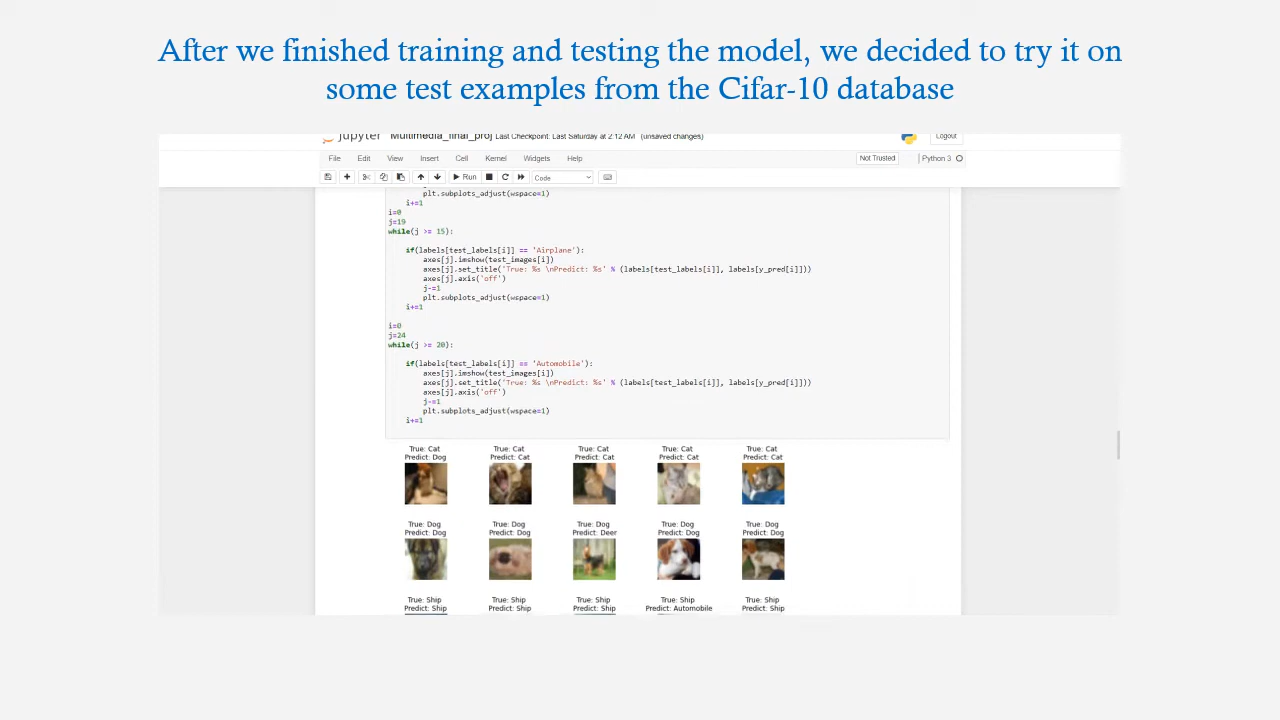 After we finished training and testing the model, we decided to try it on
some test examples from the Cifar-10 database
jupyter Multimedia_final_proj Last Checkpoint: Last Saturday at 2:12 AM (unsaved changes) Logout
File Edit View Insert Cell Kernel Widgets Help Not Trusted Python 3
Run Code
plt.subplots_adjust(wspace=1)
i+=1
i=0
j=19
while(j >= 15):
if(labels[test_labels[i]] == 'Airplane'):
axes[j].imshow(test_images[i])
axes[j].set_title('True: %s \nPredict: %s' % (labels[test_labels[i]], labels[y_pred[i]]))
axes[j].axis('off')
j-=1
plt.subplots_adjust(wspace=1)
i+=1
i=0
j=24
while(j >= 20):
if(labels[test_labels[i]] == 'Automobile'):
axes[j].imshow(test_images[i])
axes[j].set_title('True: %s \nPredict: %s' % (labels[test_labels[i]], labels[y_pred[i]]))
axes[j].axis('off')
j-=1
plt.subplots_adjust(wspace=1)
i+=1
True: Cat True: Cat True: Cat True: Cat True: Cat
Predict: Dog Predict: Cat Predict: Cat Predict: Cat Predict: Cat
True: Dog True: Dog True: Dog True: Dog True: Dog
Predict: Dog Predict: Dog Predict: Deer Predict: Dog Predict: Dog
True: Ship True: Ship True: Ship True: Ship True: Ship
Predict: Ship Predict: Ship Predict: Ship Predict: Automobile Predict: Ship